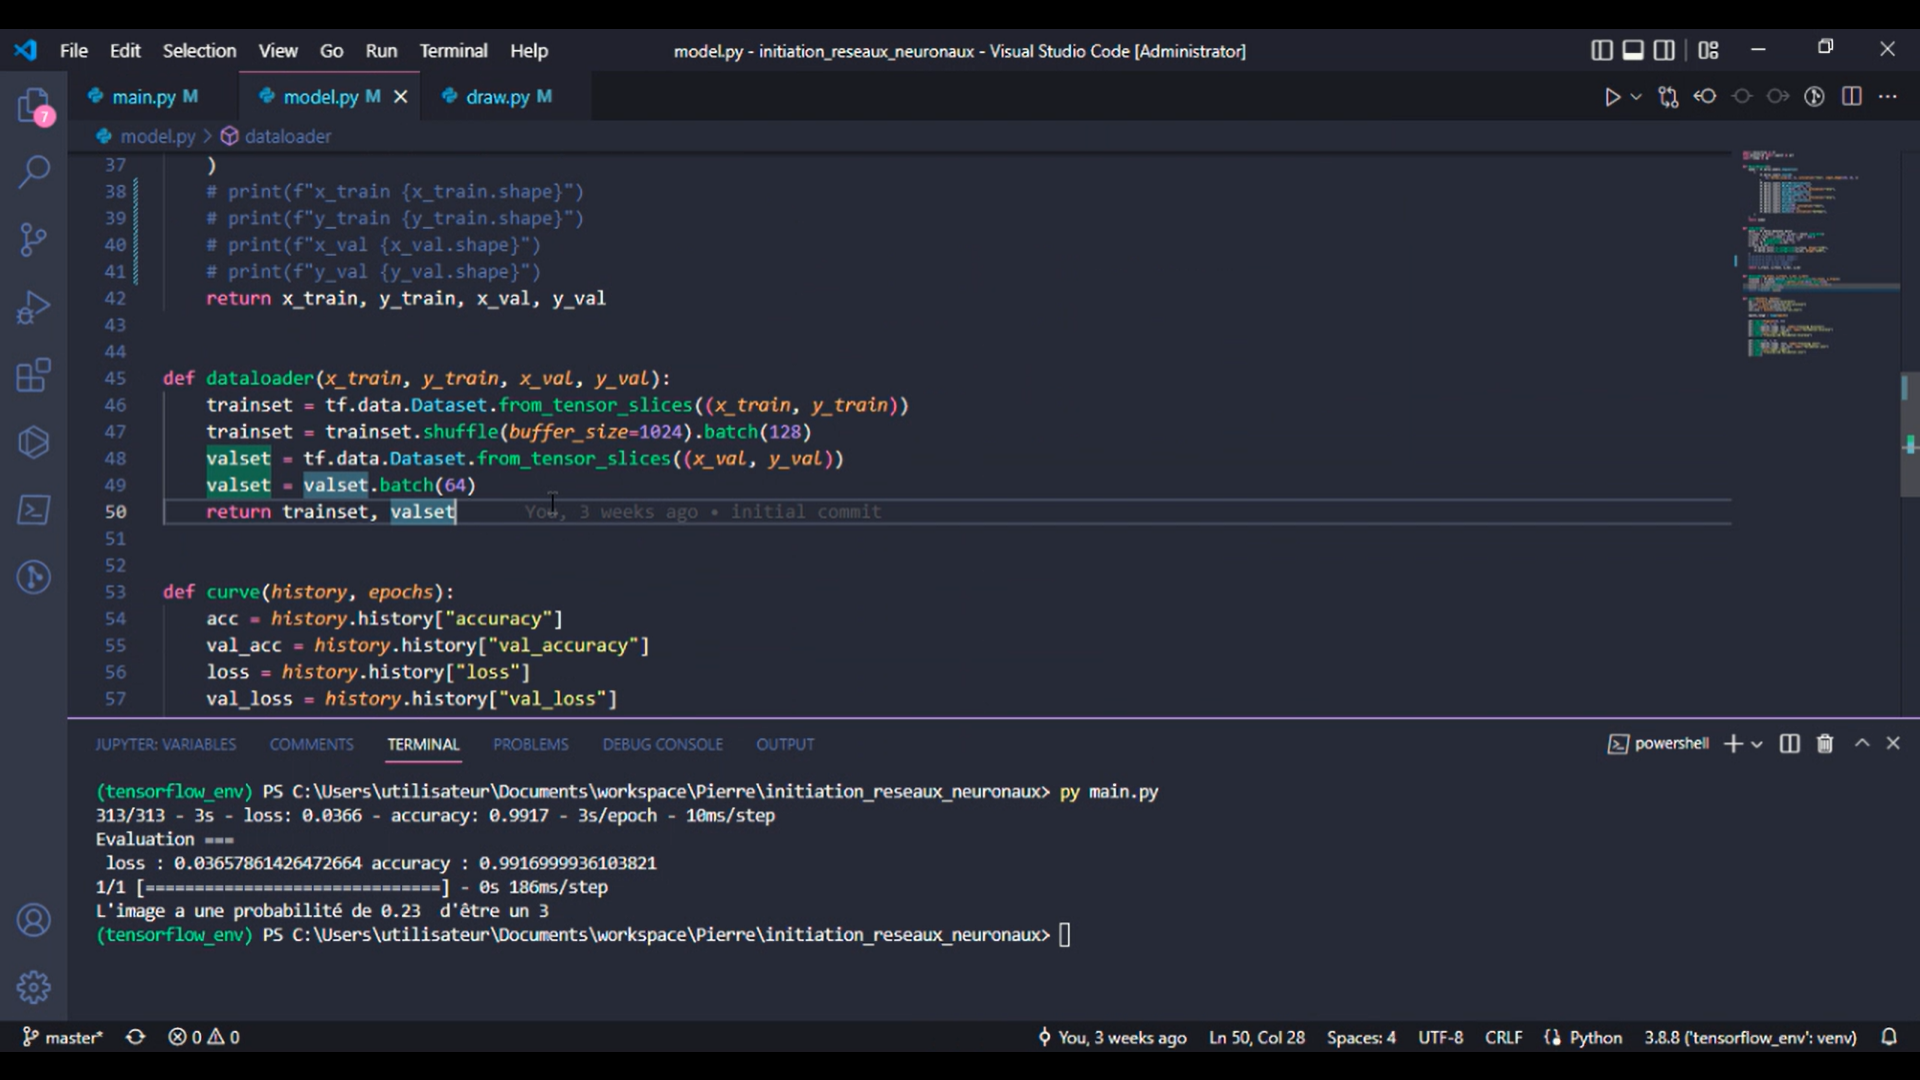 File Edit Selection View Go Run Terminal Help model.py - initiation_reseaux_neuronaux - Visual Studio Code [Administrator]
7
main.py M model.py M draw.py M
model.py > dataloader
37 )
38 # print(f"x_train {x_train.shape}")
39 # print(f"y_train {y_train.shape}")
40 # print(f"x_val {x_val.shape}")
41 # print(f"y_val {y_val.shape}")
42 return x_train, y_train, x_val, y_val
43
44
45 def dataloader(x_train, y_train, x_val, y_val):
46 trainset = tf.data.Dataset.from_tensor_slices((x_train, y_train))
47 trainset = trainset.shuffle(buffer_size=1024).batch(128)
48 valset = tf.data.Dataset.from_tensor_slices((x_val, y_val))
49 valset = valset.batch(64)
50 return trainset, valset You, 3 weeks ago • initial commit
51
52
53 def curve(history, epochs):
54 acc = history.history["accuracy"]
55 val_acc = history.history["val_accuracy"]
56 loss = history.history["loss"]
57 val_loss = history.history["val_loss"]
JUPYTER: VARIABLES COMMENTS TERMINAL PROBLEMS DEBUG CONSOLE OUTPUT powershell
(tensorflow_env) PS C:\Users\utilisateur\Documents\workspace\Pierre\initiation_reseaux_neuronaux> py main.py
313/313 - 3s - loss: 0.0366 - accuracy: 0.9917 - 3s/epoch - 10ms/step
Evaluation ===
loss : 0.03657861426472664 accuracy : 0.9916999936103821
1/1 [==============================] - 0s 186ms/step
L'image a une probabilité de 0.23 d'être un 3
(tensorflow_env) PS C:\Users\utilisateur\Documents\workspace\Pierre\initiation_reseaux_neuronaux>
master* 0 0 You, 3 weeks ago Ln 50, Col 28 Spaces: 4 UTF-8 CRLF Python 3.8.8 ('tensorflow_env': venv)